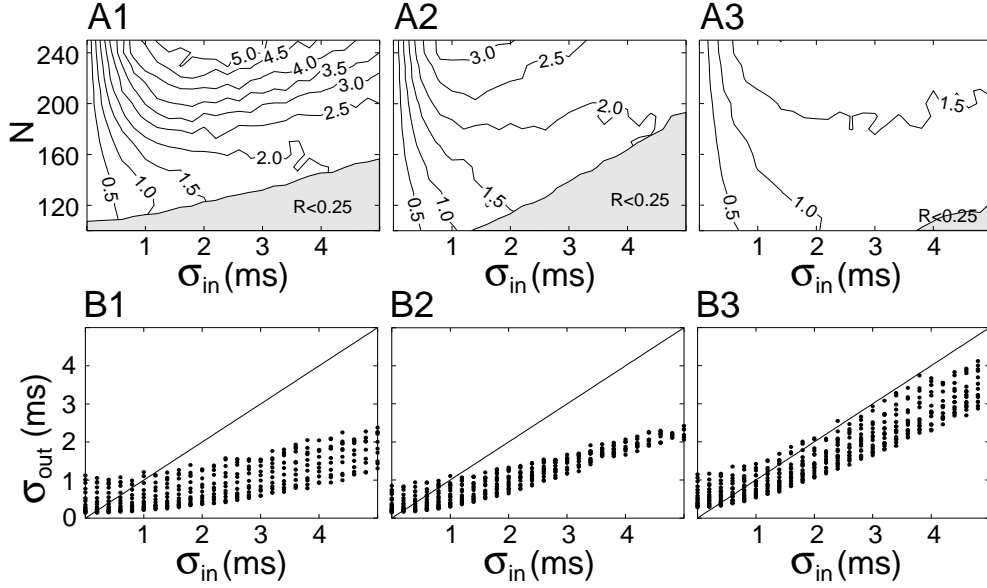 A1 A2 A3
N
240
200
160
120
5.0 4.5 4.0 3.5 3.0 2.5 2.0 1.5 1.0 0.5
R<0.25
3.0 2.5 2.0 1.5 1.0 0.5
R<0.25
1.5 1.0 0.5
R<0.25
1 2 3 4 1 2 3 4 1 2 3 4
σin (ms) σin (ms) σin (ms)
B1 B2 B3
σout (ms)
4
3
2
1
0
1 2 3 4 1 2 3 4 1 2 3 4
σin (ms) σin (ms) σin (ms)